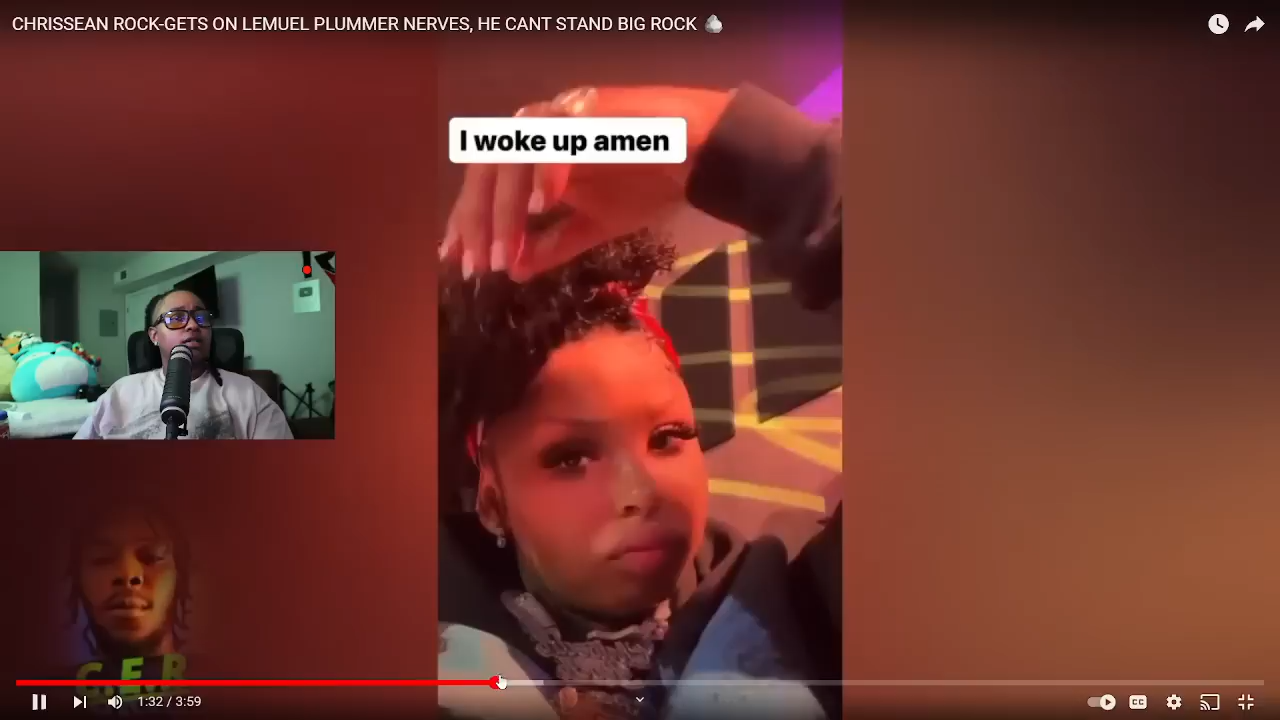 CHRISSEAN ROCK-GETS ON LEMUEL PLUMMER NERVES, HE CANT STAND BIG ROCK 🪨
I woke up amen
C.E.R
1:32 / 3:59
CC